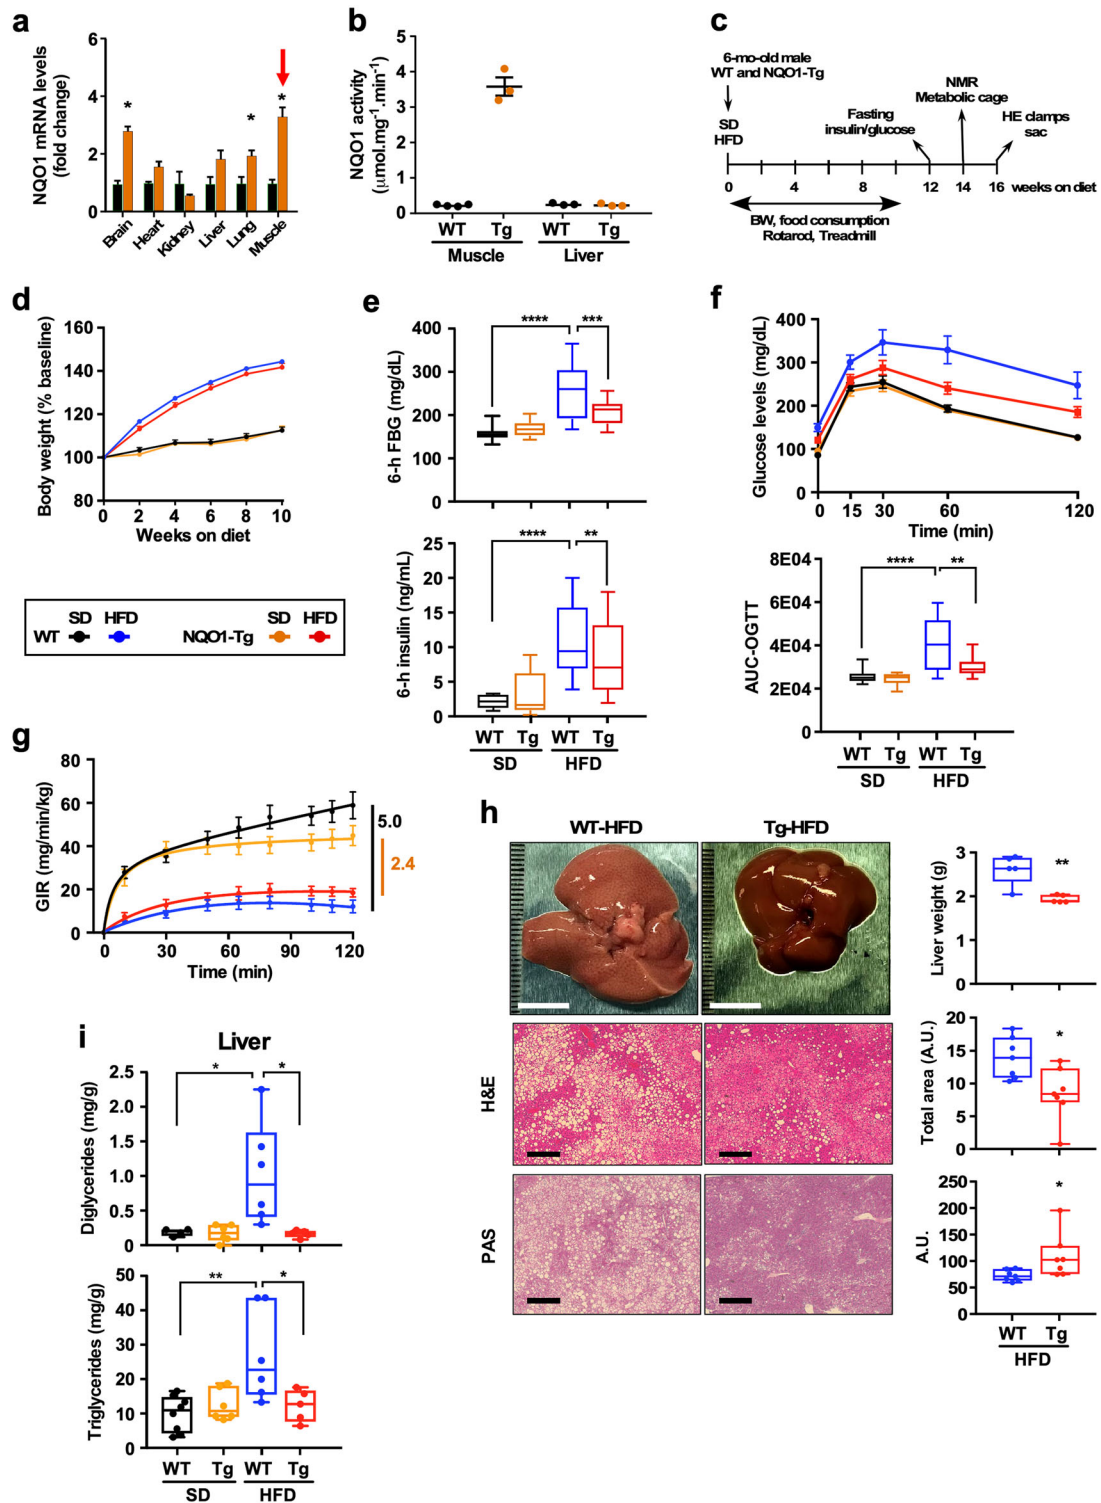 a
NQO1 mRNA levels
(fold change)
6
4
2
0
*
*
*
Brain
Heart
Kidney
Liver
Lung
Muscle
b
NQO1 activity
(μmol.mg⁻¹.min⁻¹)
5
4
3
2
1
0
WT Tg WT Tg
Muscle Liver
c
6-mo-old male
WT and NQO1-Tg
SD
HFD
Fasting
insulin/glucose
NMR
Metabolic cage
HE clamps
sac
0 4 8 12 14 16 weeks on diet
BW, food consumption
Rotarod, Treadmill
d
Body weight (% baseline)
160
140
120
100
80
0 2 4 6 8 10
Weeks on diet
SD HFD SD HFD
WT NQO1-Tg
e
6-h FBG (mg/dL)
400
300
200
100
0
**** ***
6-h insulin (ng/mL)
25
20
15
10
5
0
**** **
WT Tg WT Tg
SD HFD
f
Glucose levels (mg/dL)
400
300
200
100
0
0 15 30 60 120
Time (min)
AUC-OGTT
8E04
6E04
4E04
2E04
0
**** **
WT Tg WT Tg
SD HFD
g
GIR (mg/min/kg)
80
60
40
20
0
0 30 60 90 120
Time (min)
5.0
2.4
h
WT-HFD Tg-HFD
H&E
PAS
Liver weight (g)
3
2
1
0
**
Total area (A.U.)
20
15
10
5
0
*
A.U.
250
200
150
100
50
0
*
WT Tg
HFD
i
Liver
Diglycerides (mg/g)
2.5
2.0
1.5
1.0
0.5
0
* *
Triglycerides (mg/g)
50
40
30
20
10
0
** *
WT Tg WT Tg
SD HFD